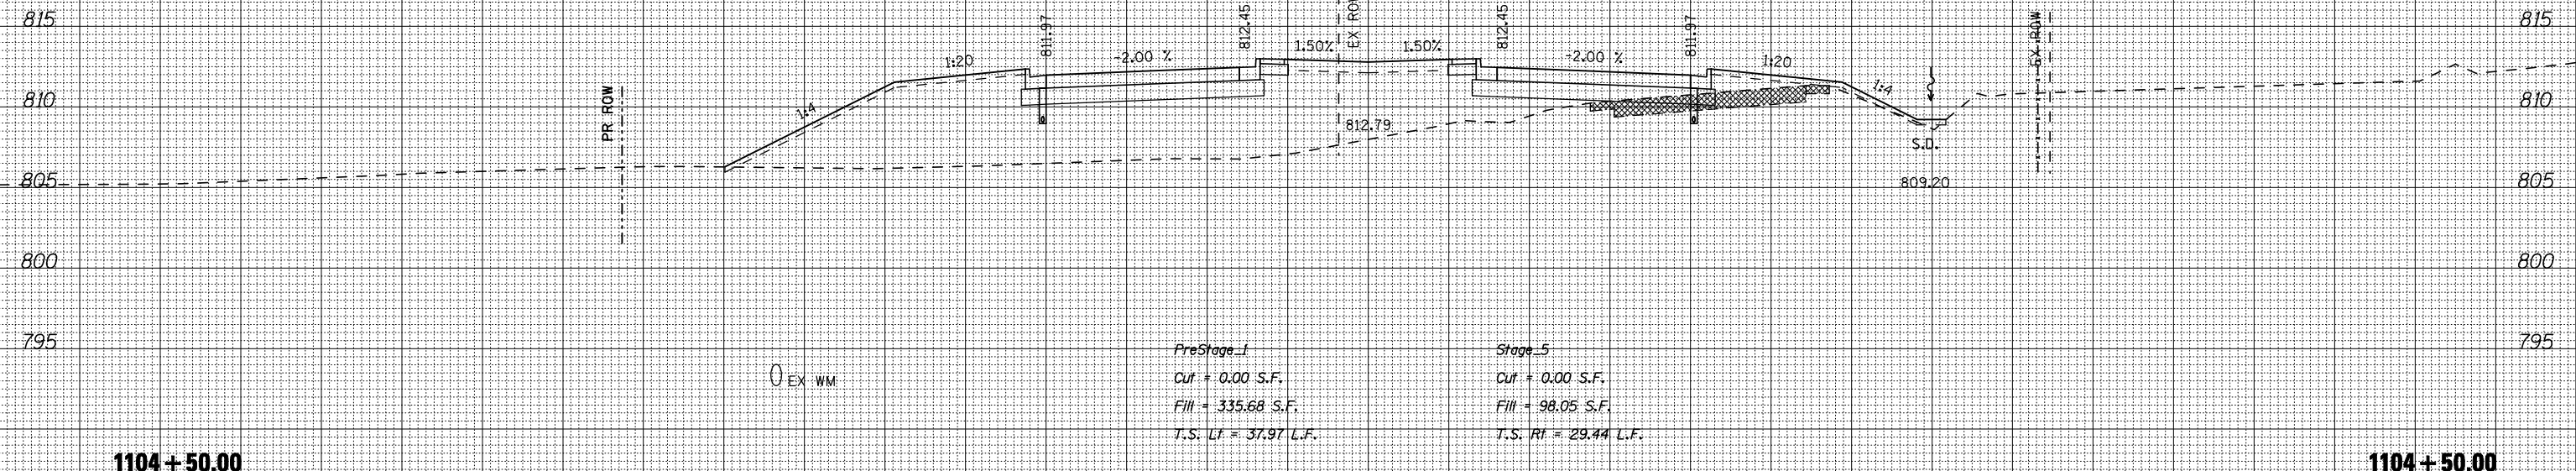 815
811.97
812.45
1.50%
EX ROW
1.50%
812.45
811.97
EX ROW
815
1:20
-2.00 %
-2.00 %
1:20
810
1:4
PR ROW
812.79
1:4
810
S.D.
805
809.20
805
800
800
795
PreStage_1
Stage_5
795
EX WM
Cut = 0.00 S.F.
Cut = 0.00 S.F.
Fill = 335.68 S.F.
Fill = 98.05 S.F.
T.S. Lt = 37.97 L.F.
T.S. Rt = 29.44 L.F.
1104+50.00
1104+50.00